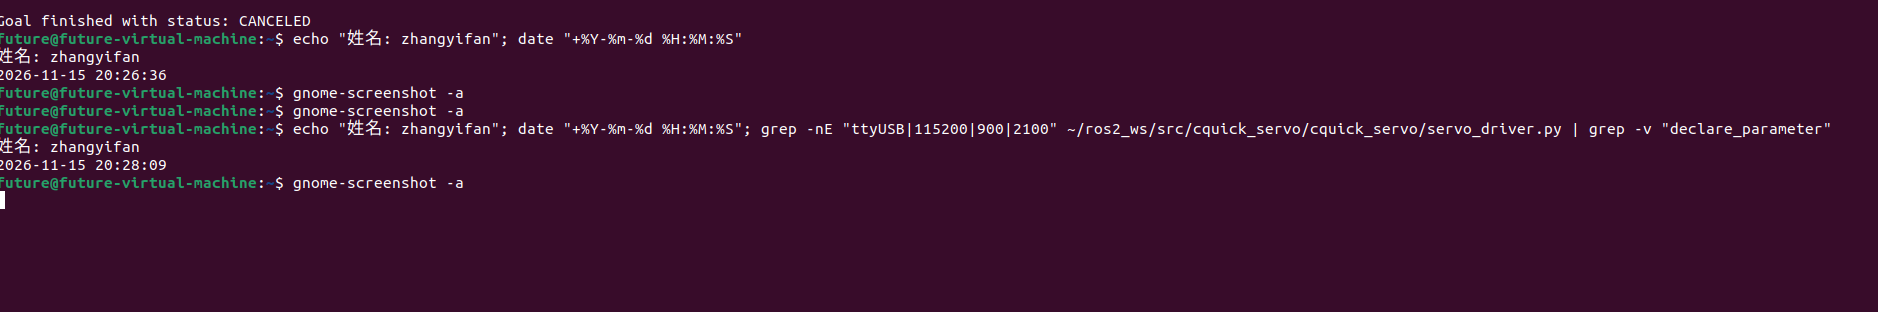 Goal finished with status: CANCELED
future@future-virtual-machine:~$ echo "姓名: zhangyifan"; date "+%Y-%m-%d %H:%M:%S"
姓名: zhangyifan
2026-11-15 20:26:36
future@future-virtual-machine:~$ gnome-screenshot -a
future@future-virtual-machine:~$ gnome-screenshot -a
future@future-virtual-machine:~$ echo "姓名: zhangyifan"; date "+%Y-%m-%d %H:%M:%S"; grep -nE "ttyUSB|115200|900|2100" ~/ros2_ws/src/cquick_servo/cquick_servo/servo_driver.py | grep -v "declare_parameter"
姓名: zhangyifan
2026-11-15 20:28:09
future@future-virtual-machine:~$ gnome-screenshot -a